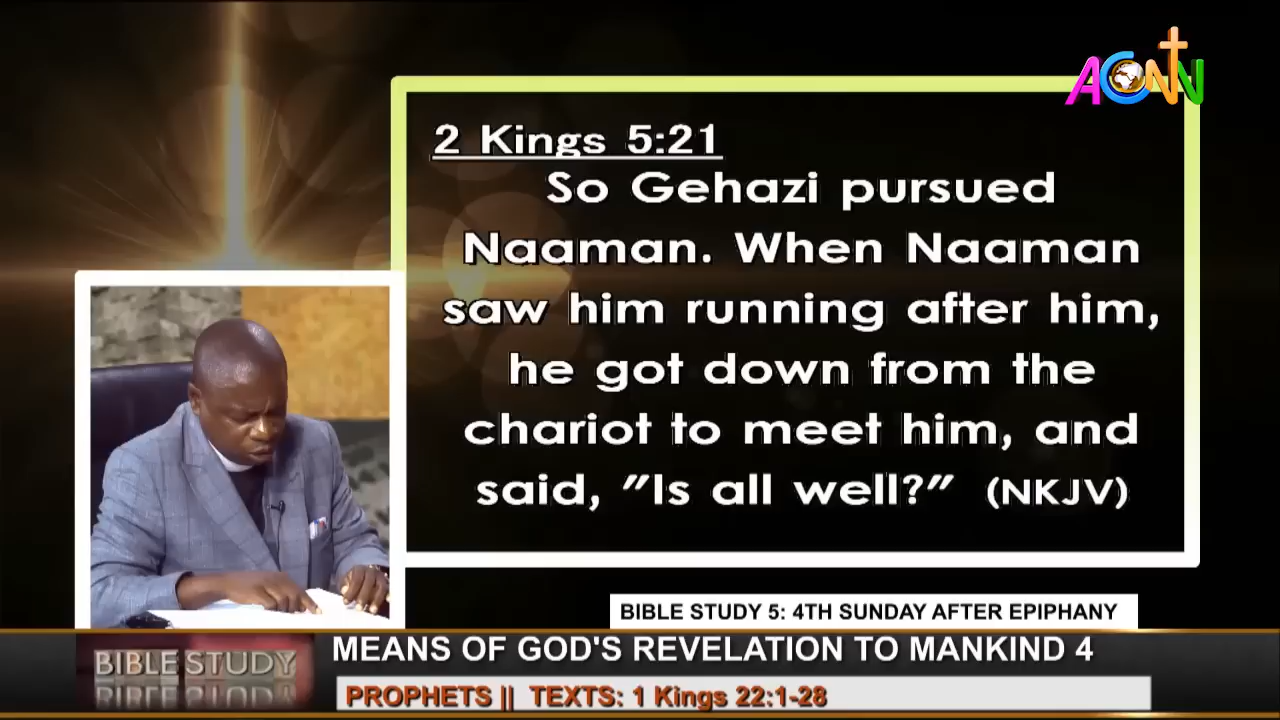 ACNN
2 Kings 5:21
So Gehazi pursued
Naaman. When Naaman
saw him running after him,
he got down from the
chariot to meet him, and
said, "Is all well?" (NKJV)
BIBLE STUDY 5: 4TH SUNDAY AFTER EPIPHANY
BIBLE STUDY
MEANS OF GOD'S REVELATION TO MANKIND 4
PROPHETS || TEXTS: 1 Kings 22:1-28